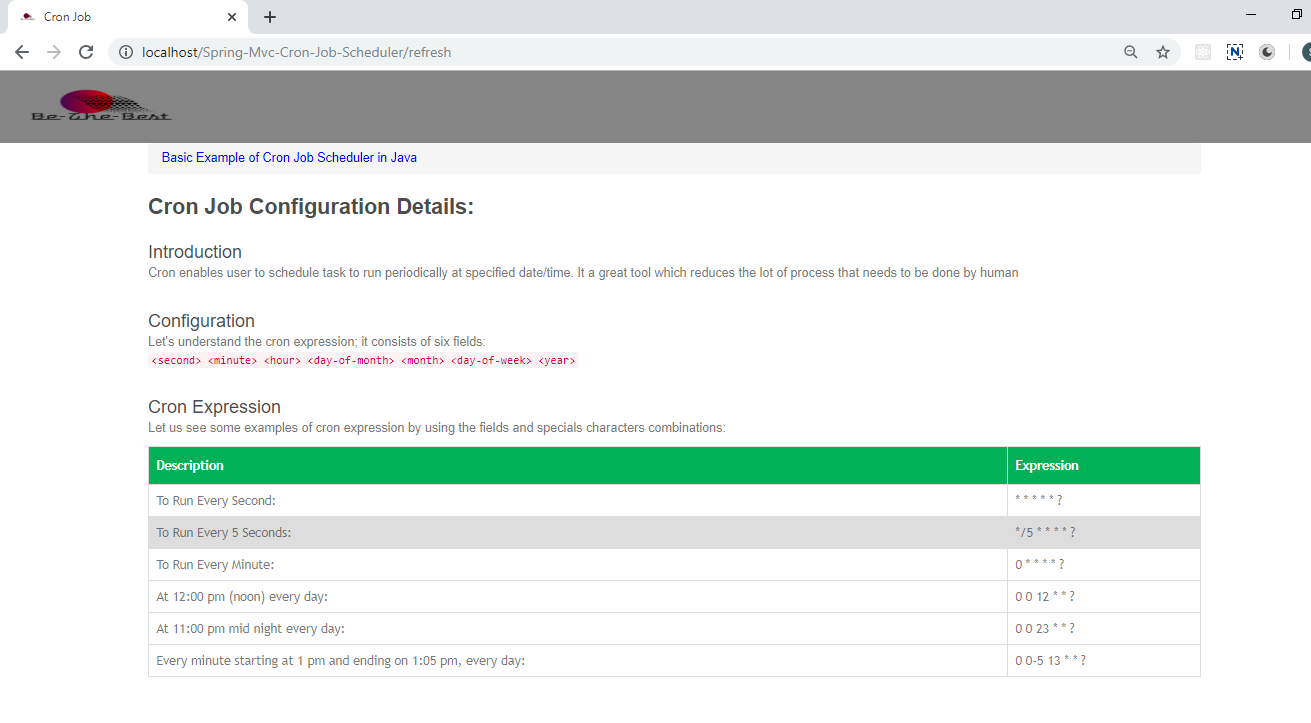 Cron Job
localhost/Spring-Mvc-Cron-Job-Scheduler/refresh
Be-The-Best
Basic Example of Cron Job Scheduler in Java
Cron Job Configuration Details:
Introduction
Cron enables user to schedule task to run periodically at specified date/time. It a great tool which reduces the lot of process that needs to be done by human
Configuration
Let's understand the cron expression; it consists of six fields:
<second> <minute> <hour> <day-of-month> <month> <day-of-week> <year>
Cron Expression
Let us see some examples of cron expression by using the fields and specials characters combinations:
Description Expression
To Run Every Second: * * * * * ?
To Run Every 5 Seconds: */5 * * * * ?
To Run Every Minute: 0 * * * * ?
At 12:00 pm (noon) every day: 0 0 12 * * ?
At 11:00 pm mid night every day: 0 0 23 * * ?
Every minute starting at 1 pm and ending on 1:05 pm, every day: 0 0-5 13 * * ?